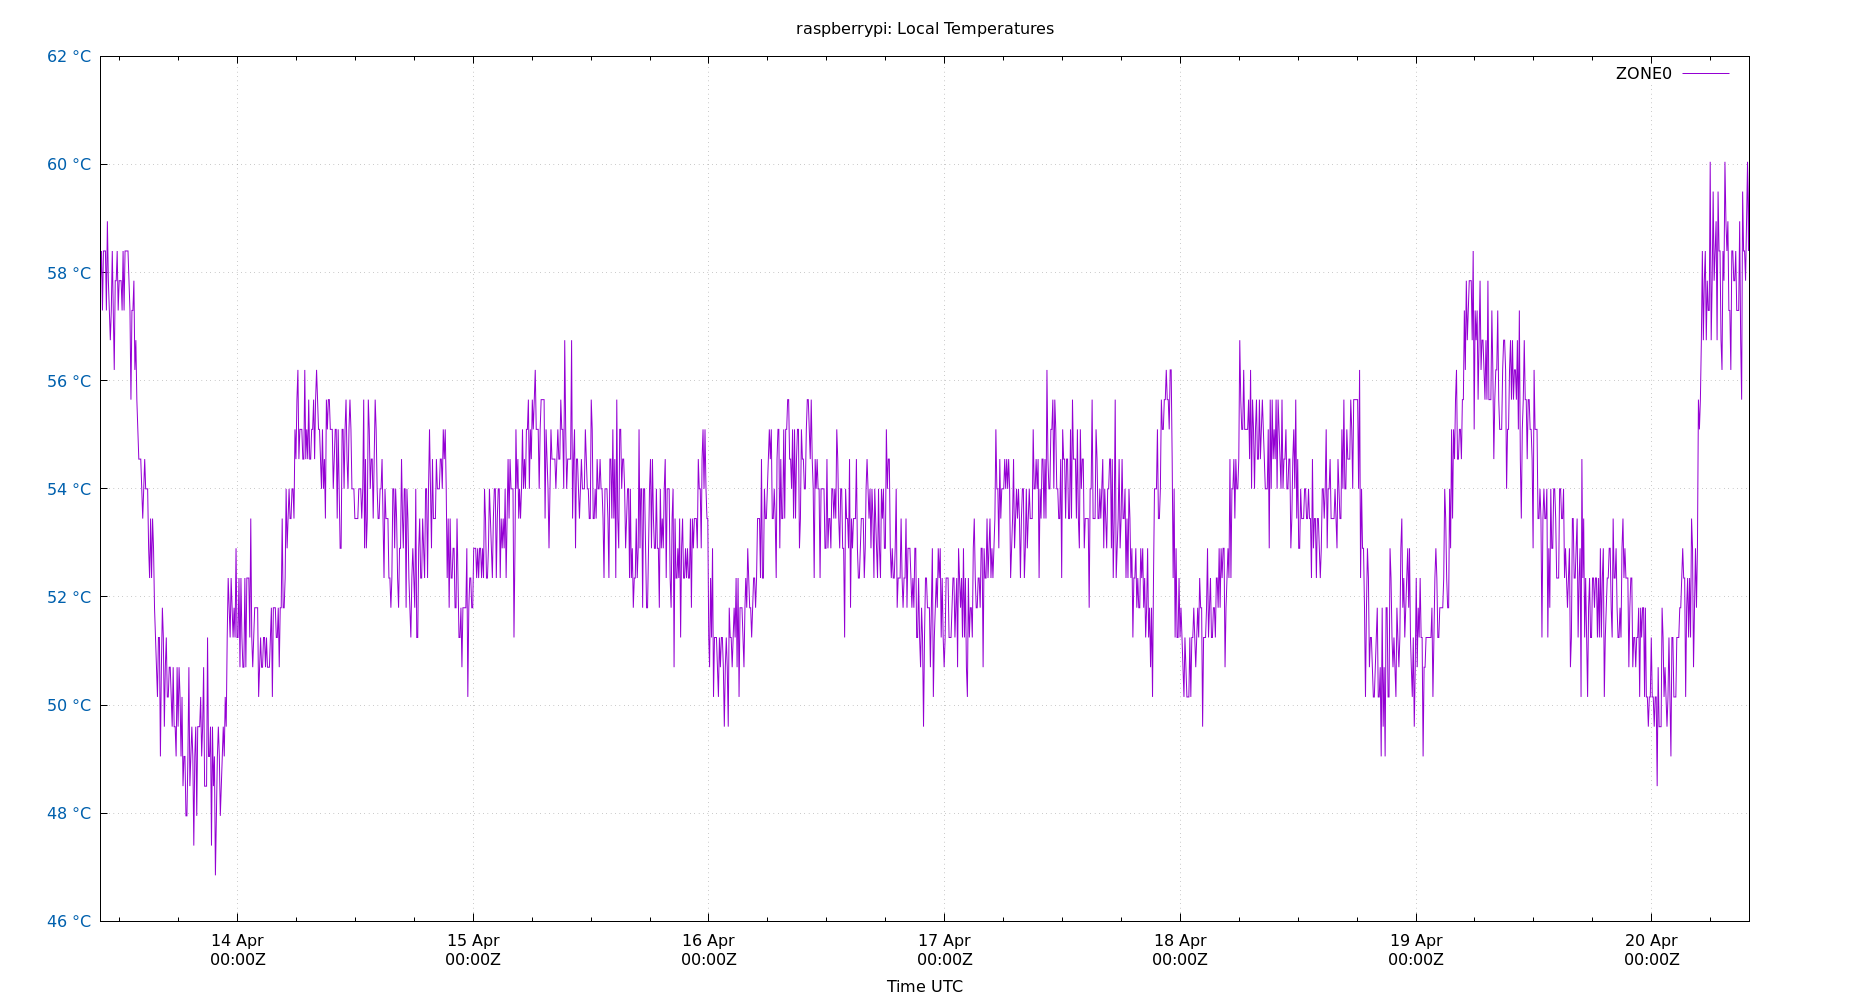 raspberrypi: Local Temperatures
62 °C
ZONE0
60 °C
58 °C
56 °C
54 °C
52 °C
50 °C
48 °C
46 °C
14 Apr 15 Apr 16 Apr 17 Apr 18 Apr 19 Apr 20 Apr
00:00Z 00:00Z 00:00Z 00:00Z 00:00Z 00:00Z 00:00Z
Time UTC